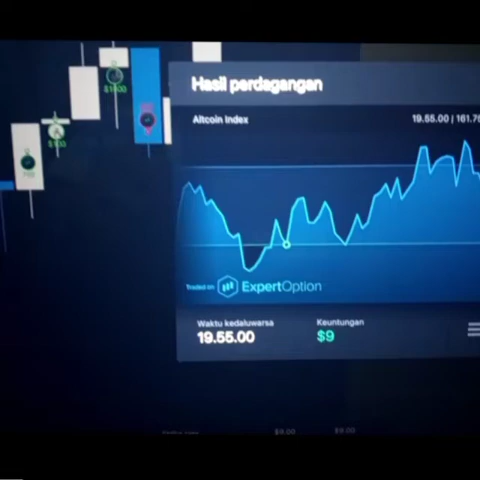 Hasil perdagangan
Altcoin Index 19.55.00 | 161.75
$100
Traded on ExpertOption
Waktu kedaluwarsa Keuntungan
19.55.00 $9
$9.00 $9.00